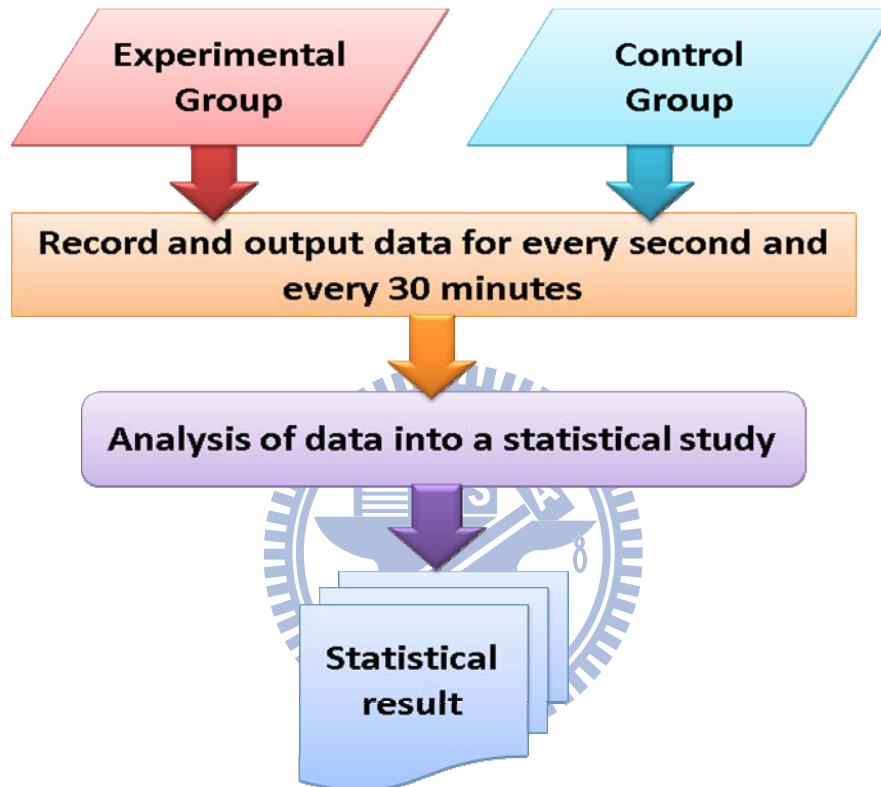 Experimental
Group
Control
Group
Record and output data for every second and
every 30 minutes
Analysis of data into a statistical study
S A
8
Statistical
result